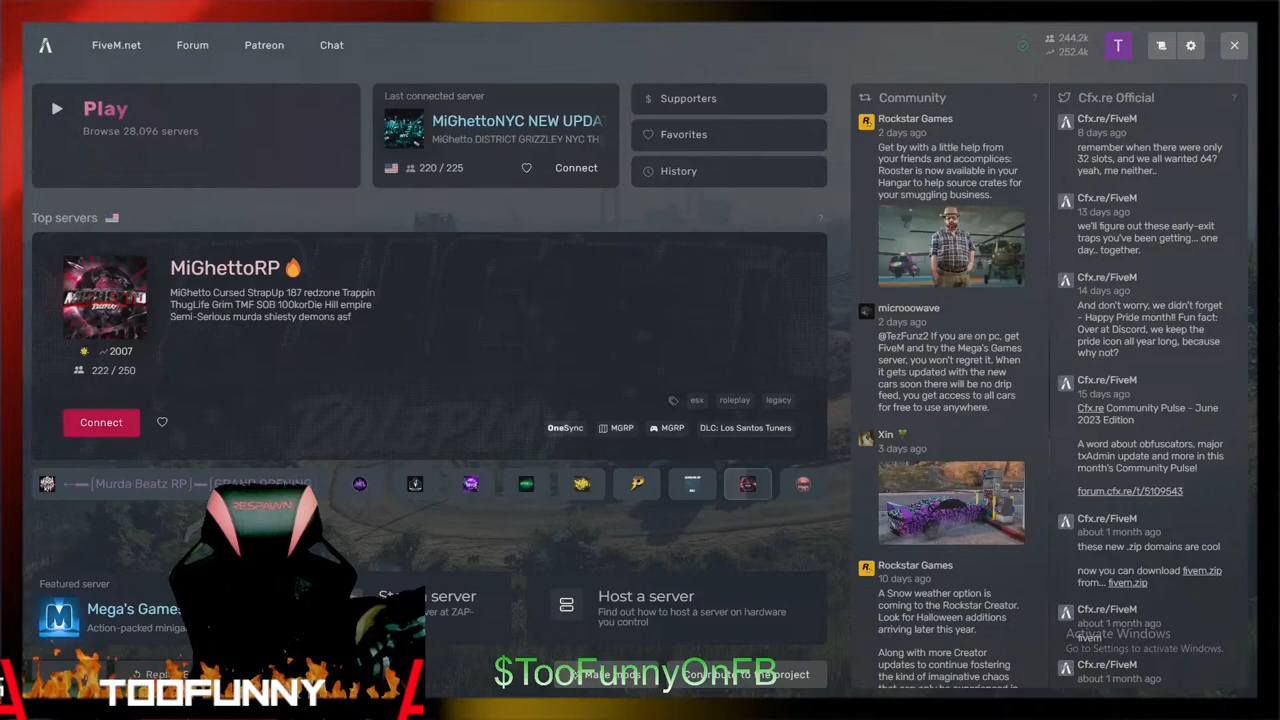 FiveM.net
Forum
Patreon
Chat
244.2k
252.4k
T
Play
Browse 28,096 servers
Last connected server
MiGhettoNYC NEW UPDA
MiGhetto DISTRICT GRIZZLEY NYC TH
220 / 225
Connect
$ Supporters
Favorites
History
Top servers
?
MiGhettoRP
MiGhetto Cursed StrapUp 187 redzone Trappin
ThugLife Grim TMF SOB 100korDie Hill empire
Semi-Serious murda shiesty demons asf
2007
222 / 250
Connect
esx
roleplay
legacy
OneSync
MGRP
MGRP
DLC: Los Santos Tuners
[Murda Beatz RP]
[GRAND OPENING
RESPAWN
Featured server
Mega's Games
Action-packed miniga
server
server at ZAP-
Host a server
Find out how to host a server on hardware
you control
Make mods
Contribute to the project
$TooFunnyOnFB
TOOFUNNY
Community
?
Rockstar Games
2 days ago
Get by with a little help from
your friends and accomplices:
Rooster is now available in your
Hangar to help source crates for
your smuggling business.
microoowave
2 days ago
@TezFunz2 If you are on pc, get
FiveM and try the Mega's Games
server, you won't regret it. When
it gets updated with the new
cars soon there will be no drip
feed, you get access to all cars
for free to use anywhere.
Xin
3 days ago
Rockstar Games
10 days ago
A Snow weather option is
coming to the Rockstar Creator.
Look for Halloween additions
arriving later this year.
Along with more Creator
updates to continue fostering
the kind of imaginative chaos
Cfx.re Official
?
Cfx.re/FiveM
8 days ago
remember when there were only
32 slots, and we all wanted 64?
yeah, me neither..
Cfx.re/FiveM
13 days ago
we'll figure out these early-exit
traps you've been getting... one
day.. together.
Cfx.re/FiveM
14 days ago
And don't worry, we didn't forget
- Happy Pride month!! Fun fact:
Over at Discord, we keep the
pride icon all year long, because
why not?
Cfx.re/FiveM
15 days ago
Cfx.re Community Pulse - June
2023 Edition
A word about obfuscators, major
txAdmin update and more in this
month's Community Pulse!
forum.cfx.re/t/5109543
Cfx.re/FiveM
about 1 month ago
these new .zip domains are cool
now you can download fivem.zip
from... fivem.zip
Cfx.re/FiveM
about 1 month ago
fivem
Cfx.re/FiveM
about 1 month ago
Activate Windows
Go to Settings to activate Windows.